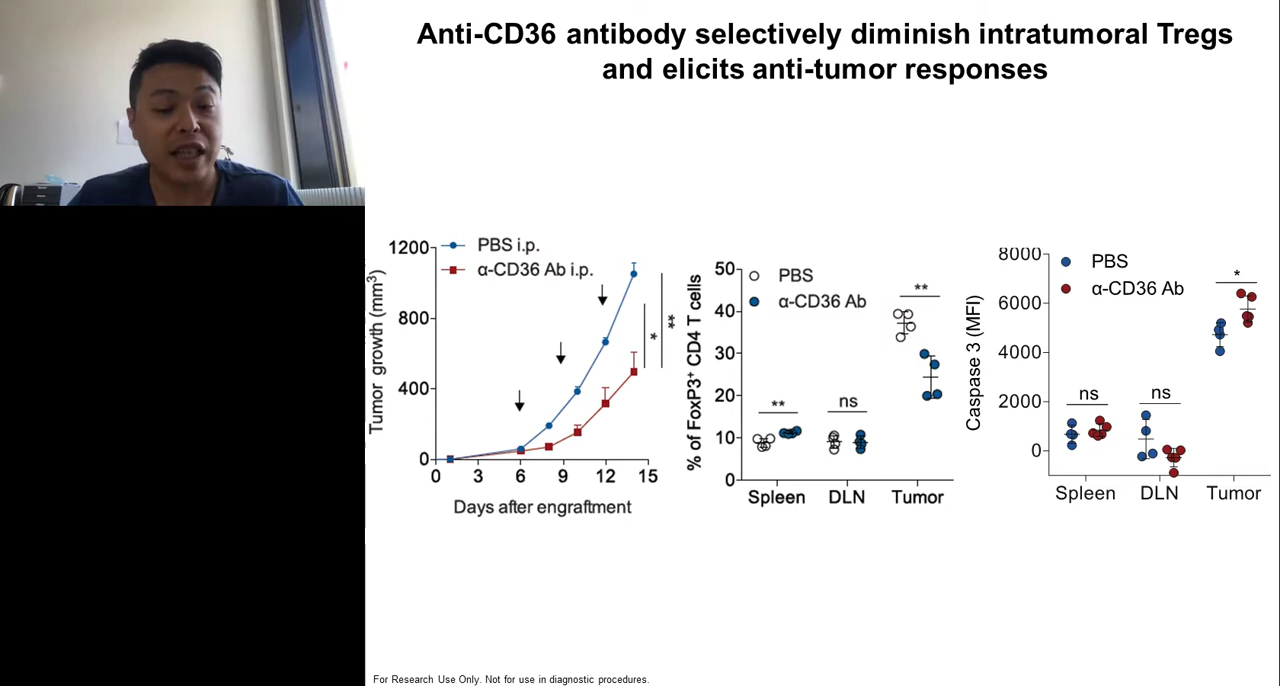 Anti-CD36 antibody selectively diminish intratumoral Tregs
and elicits anti-tumor responses
PBS i.p.
α-CD36 Ab i.p.
Tumor growth (mm³)
1200
800
400
0
0 3 6 9 12 15
Days after engraftment
*
**
PBS
α-CD36 Ab
% of FoxP3⁺ CD4 T cells
50
40
30
20
10
0
**
ns
**
Spleen DLN Tumor
PBS
α-CD36 Ab
Caspase 3 (MFI)
8000
6000
4000
2000
0
ns
ns
*
Spleen DLN Tumor
For Research Use Only. Not for use in diagnostic procedures.